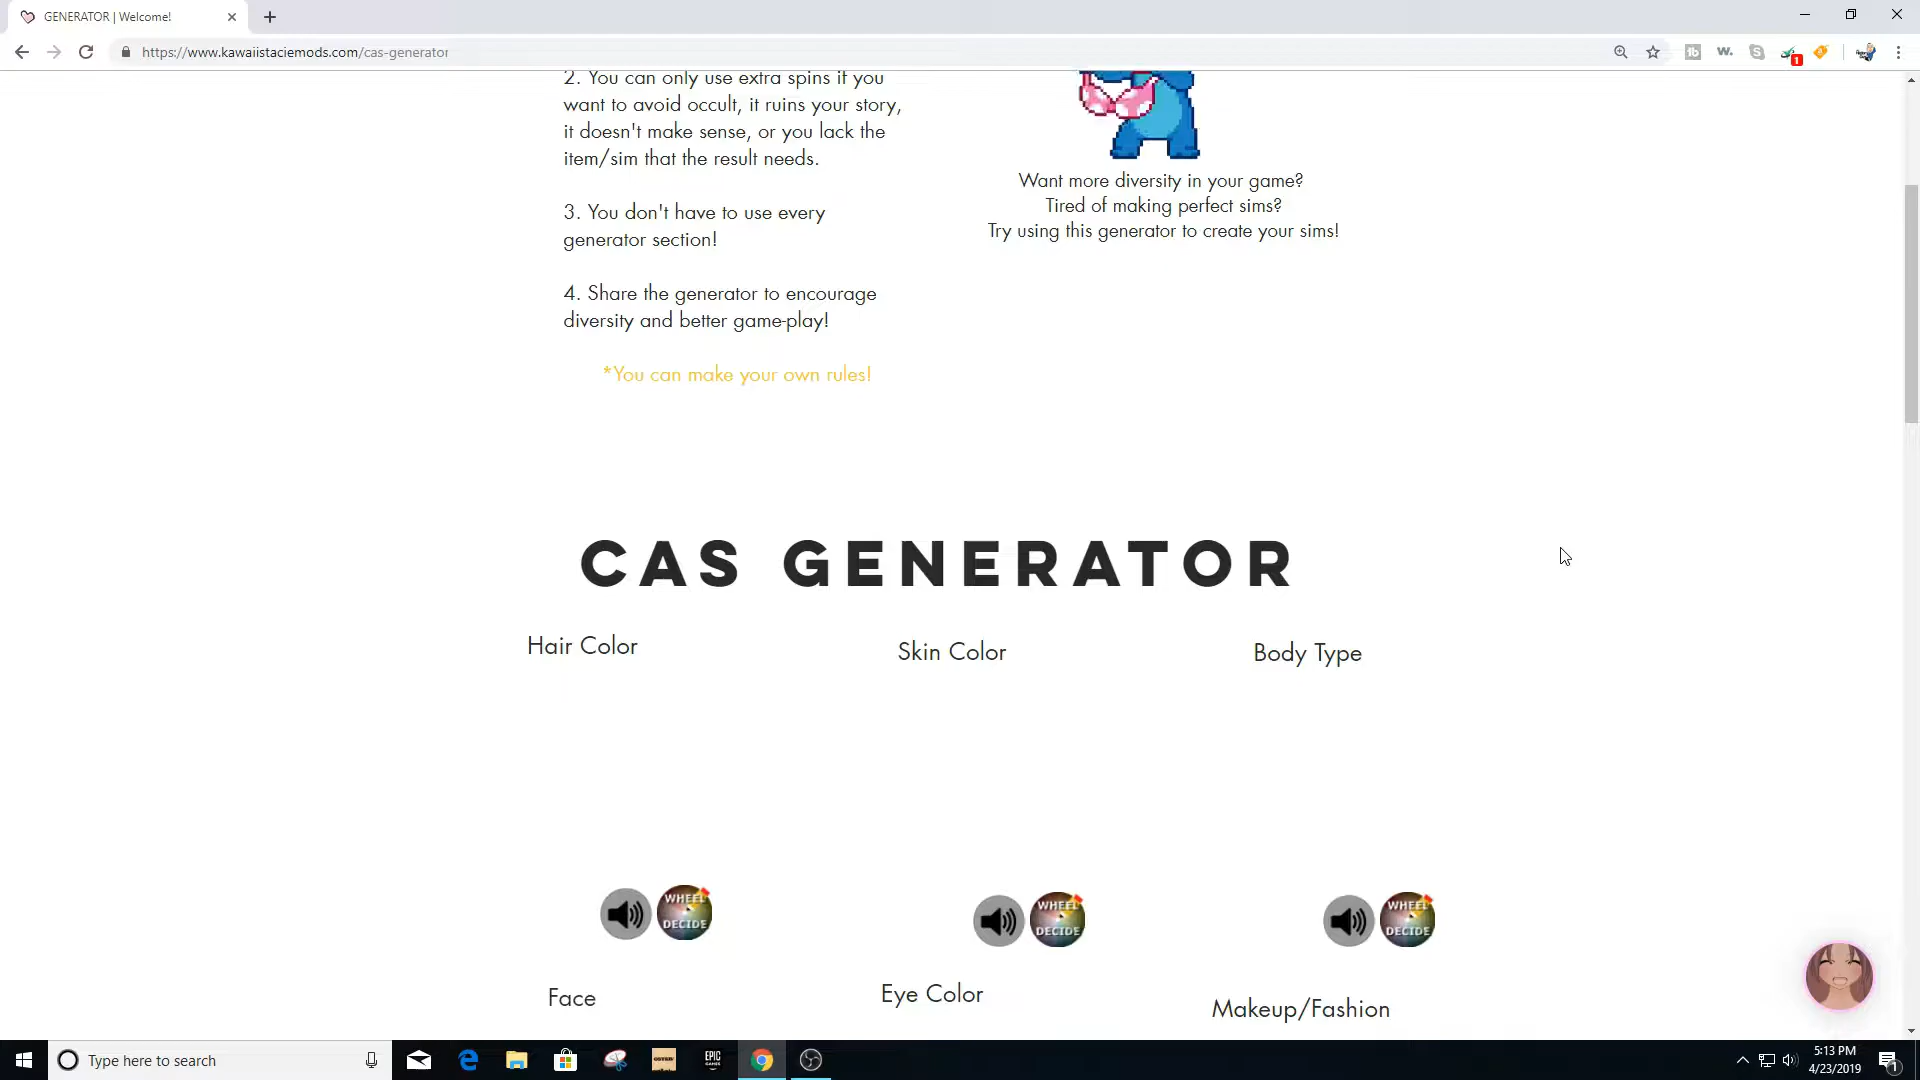 GENERATOR | Welcome!
https://www.kawaiistaciemods.com/cas-generator
2. You can only use extra spins if you
want to avoid occult, it ruins your story,
it doesn't make sense, or you lack the
item/sim that the result needs.
3. You don't have to use every
generator section!
4. Share the generator to encourage
diversity and better game-play!
*You can make your own rules!
Want more diversity in your game?
Tired of making perfect sims?
Try using this generator to create your sims!
CAS GENERATOR
Hair Color
Skin Color
Body Type
WHEEL
DECIDE
WHEEL
DECIDE
WHEEL
DECIDE
Face
Eye Color
Makeup/Fashion
Type here to search
EPIC
GAMES
5:13 PM
4/23/2019
w.
S
1
1